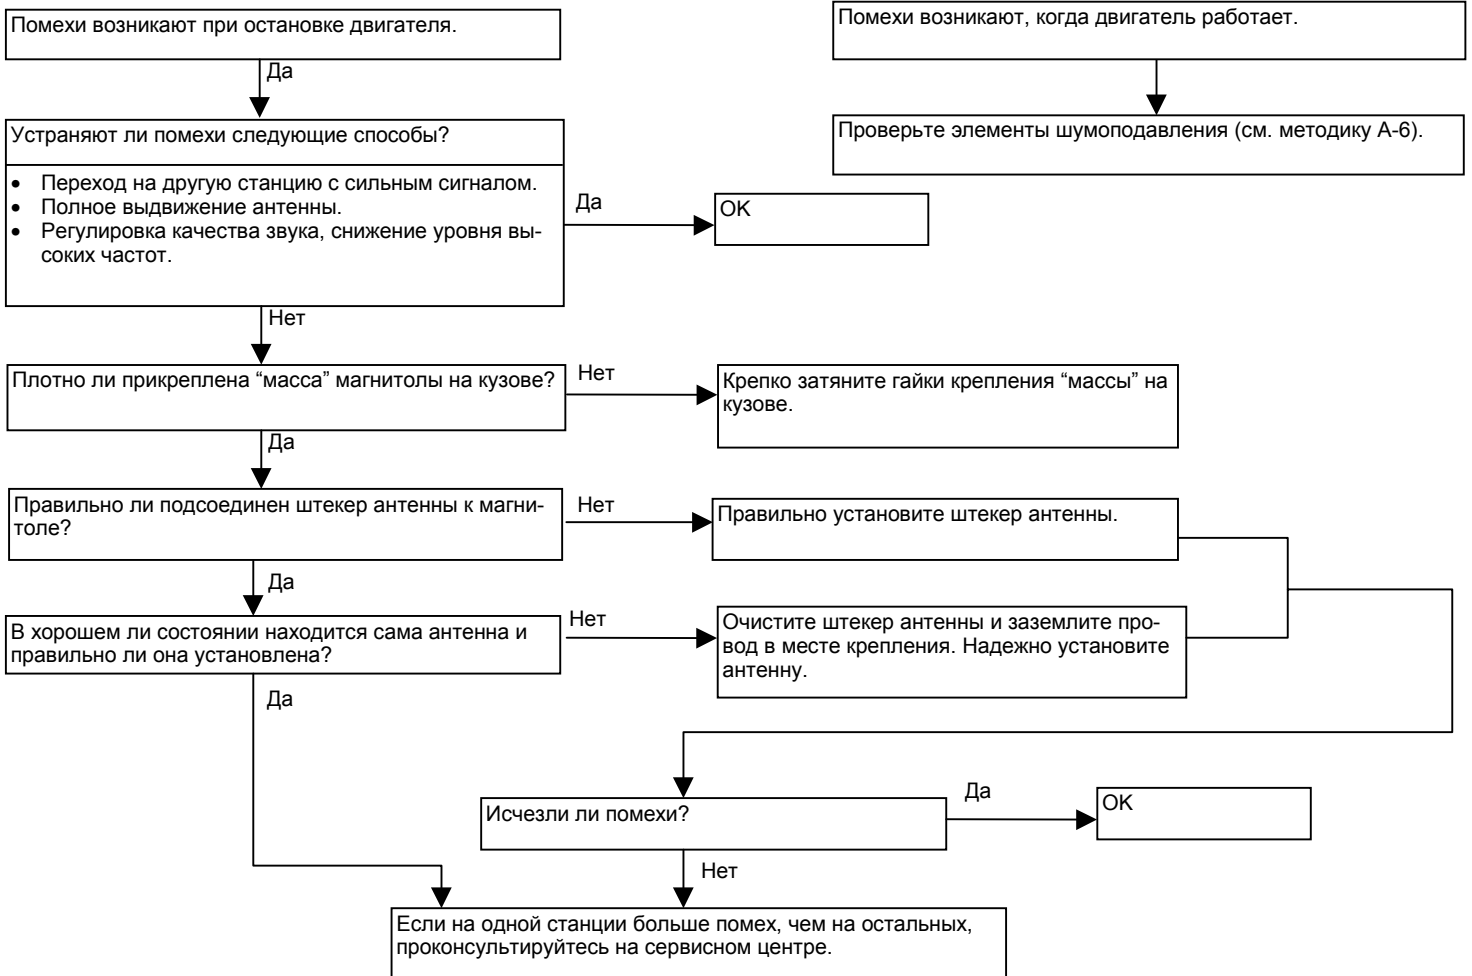 Помехи возникают при остановке двигателя.
Помехи возникают, когда двигатель работает.
Да
Проверьте элементы шумоподавления (см. методику А-6).
Устраняют ли помехи следующие способы?
• Переход на другую станцию с сильным сигналом.
• Полное выдвижение антенны.
• Регулировка качества звука, снижение уровня вы-
соких частот.
Да
OK
Нет
Плотно ли прикреплена “масса” магнитолы на кузове?
Нет
Крепко затяните гайки крепления “массы” на
кузове.
Да
Правильно ли подсоединен штекер антенны к магни-
толе?
Нет
Правильно установите штекер антенны.
Да
В хорошем ли состоянии находится сама антенна и
правильно ли она установлена?
Нет
Очистите штекер антенны и заземлите про-
вод в месте крепления. Надежно установите
антенну.
Да
Исчезли ли помехи?
Да
OK
Нет
Если на одной станции больше помех, чем на остальных,
проконсультируйтесь на сервисном центре.